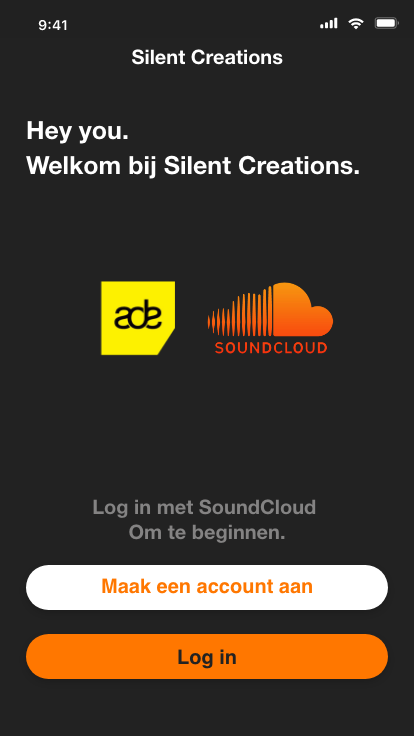 9:41
Silent Creations
Hey you.
Welkom bij Silent Creations.
ade
SOUNDCLOUD
Log in met SoundCloud
Om te beginnen.
Maak een account aan
Log in